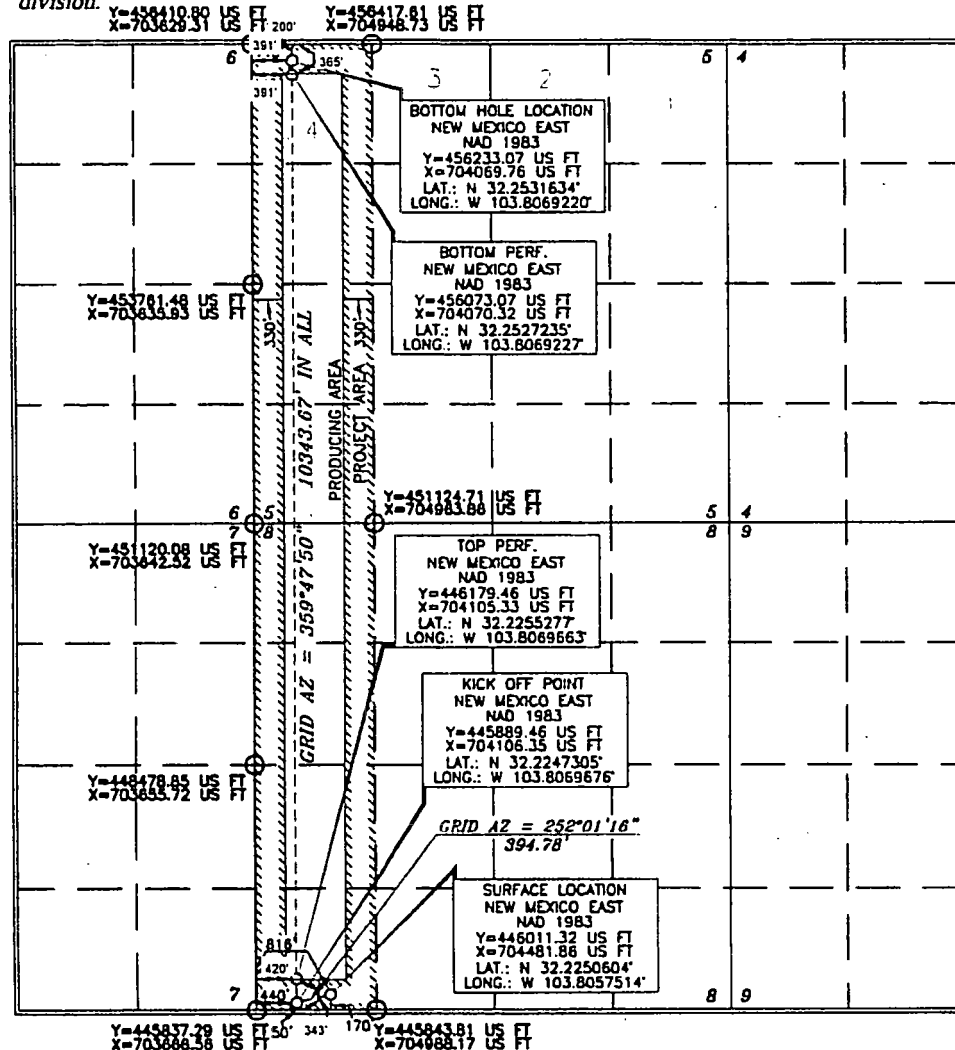 division.
Y=456410.80 US FT
X=703629.31 US FT
200'
Y=456417.61 US FT
X=704948.73 US FT
6
391'
365'
391'
3
2
5
4
4
BOTTOM HOLE LOCATION
NEW MEXICO EAST
NAD 1983
Y=456233.07 US FT
X=704069.76 US FT
LAT.: N 32.2531634°
LONG.: W 103.8069220°
BOTTOM PERF.
NEW MEXICO EAST
NAD 1983
Y=456073.07 US FT
X=704070.32 US FT
LAT.: N 32.2527235°
LONG.: W 103.8069227°
Y=453761.48 US FT
X=703635.93 US FT
330'
GRID AZ = 359°47'50" 10343.67' IN ALL
PRODUCING AREA
PROJECT AREA
330'
Y=451124.71 US FT
X=704963.86 US FT
6
5
7
8
5
4
8
9
Y=451120.08 US FT
X=703642.52 US FT
TOP PERF.
NEW MEXICO EAST
NAD 1983
Y=446179.46 US FT
X=704105.33 US FT
LAT.: N 32.2255277°
LONG.: W 103.8069663°
KICK OFF POINT
NEW MEXICO EAST
NAD 1983
Y=445889.46 US FT
X=704106.35 US FT
LAT.: N 32.2247305°
LONG.: W 103.8069676°
Y=448478.85 US FT
X=703655.72 US FT
GRID AZ = 252°01'16"
394.78'
SURFACE LOCATION
NEW MEXICO EAST
NAD 1983
Y=446011.32 US FT
X=704481.86 US FT
LAT.: N 32.2250604°
LONG.: W 103.8057514°
816'
420'
7
440'
8
9
50'
343'
170'
Y=445837.29 US FT
X=703668.58 US FT
Y=445843.81 US FT
X=704988.17 US FT